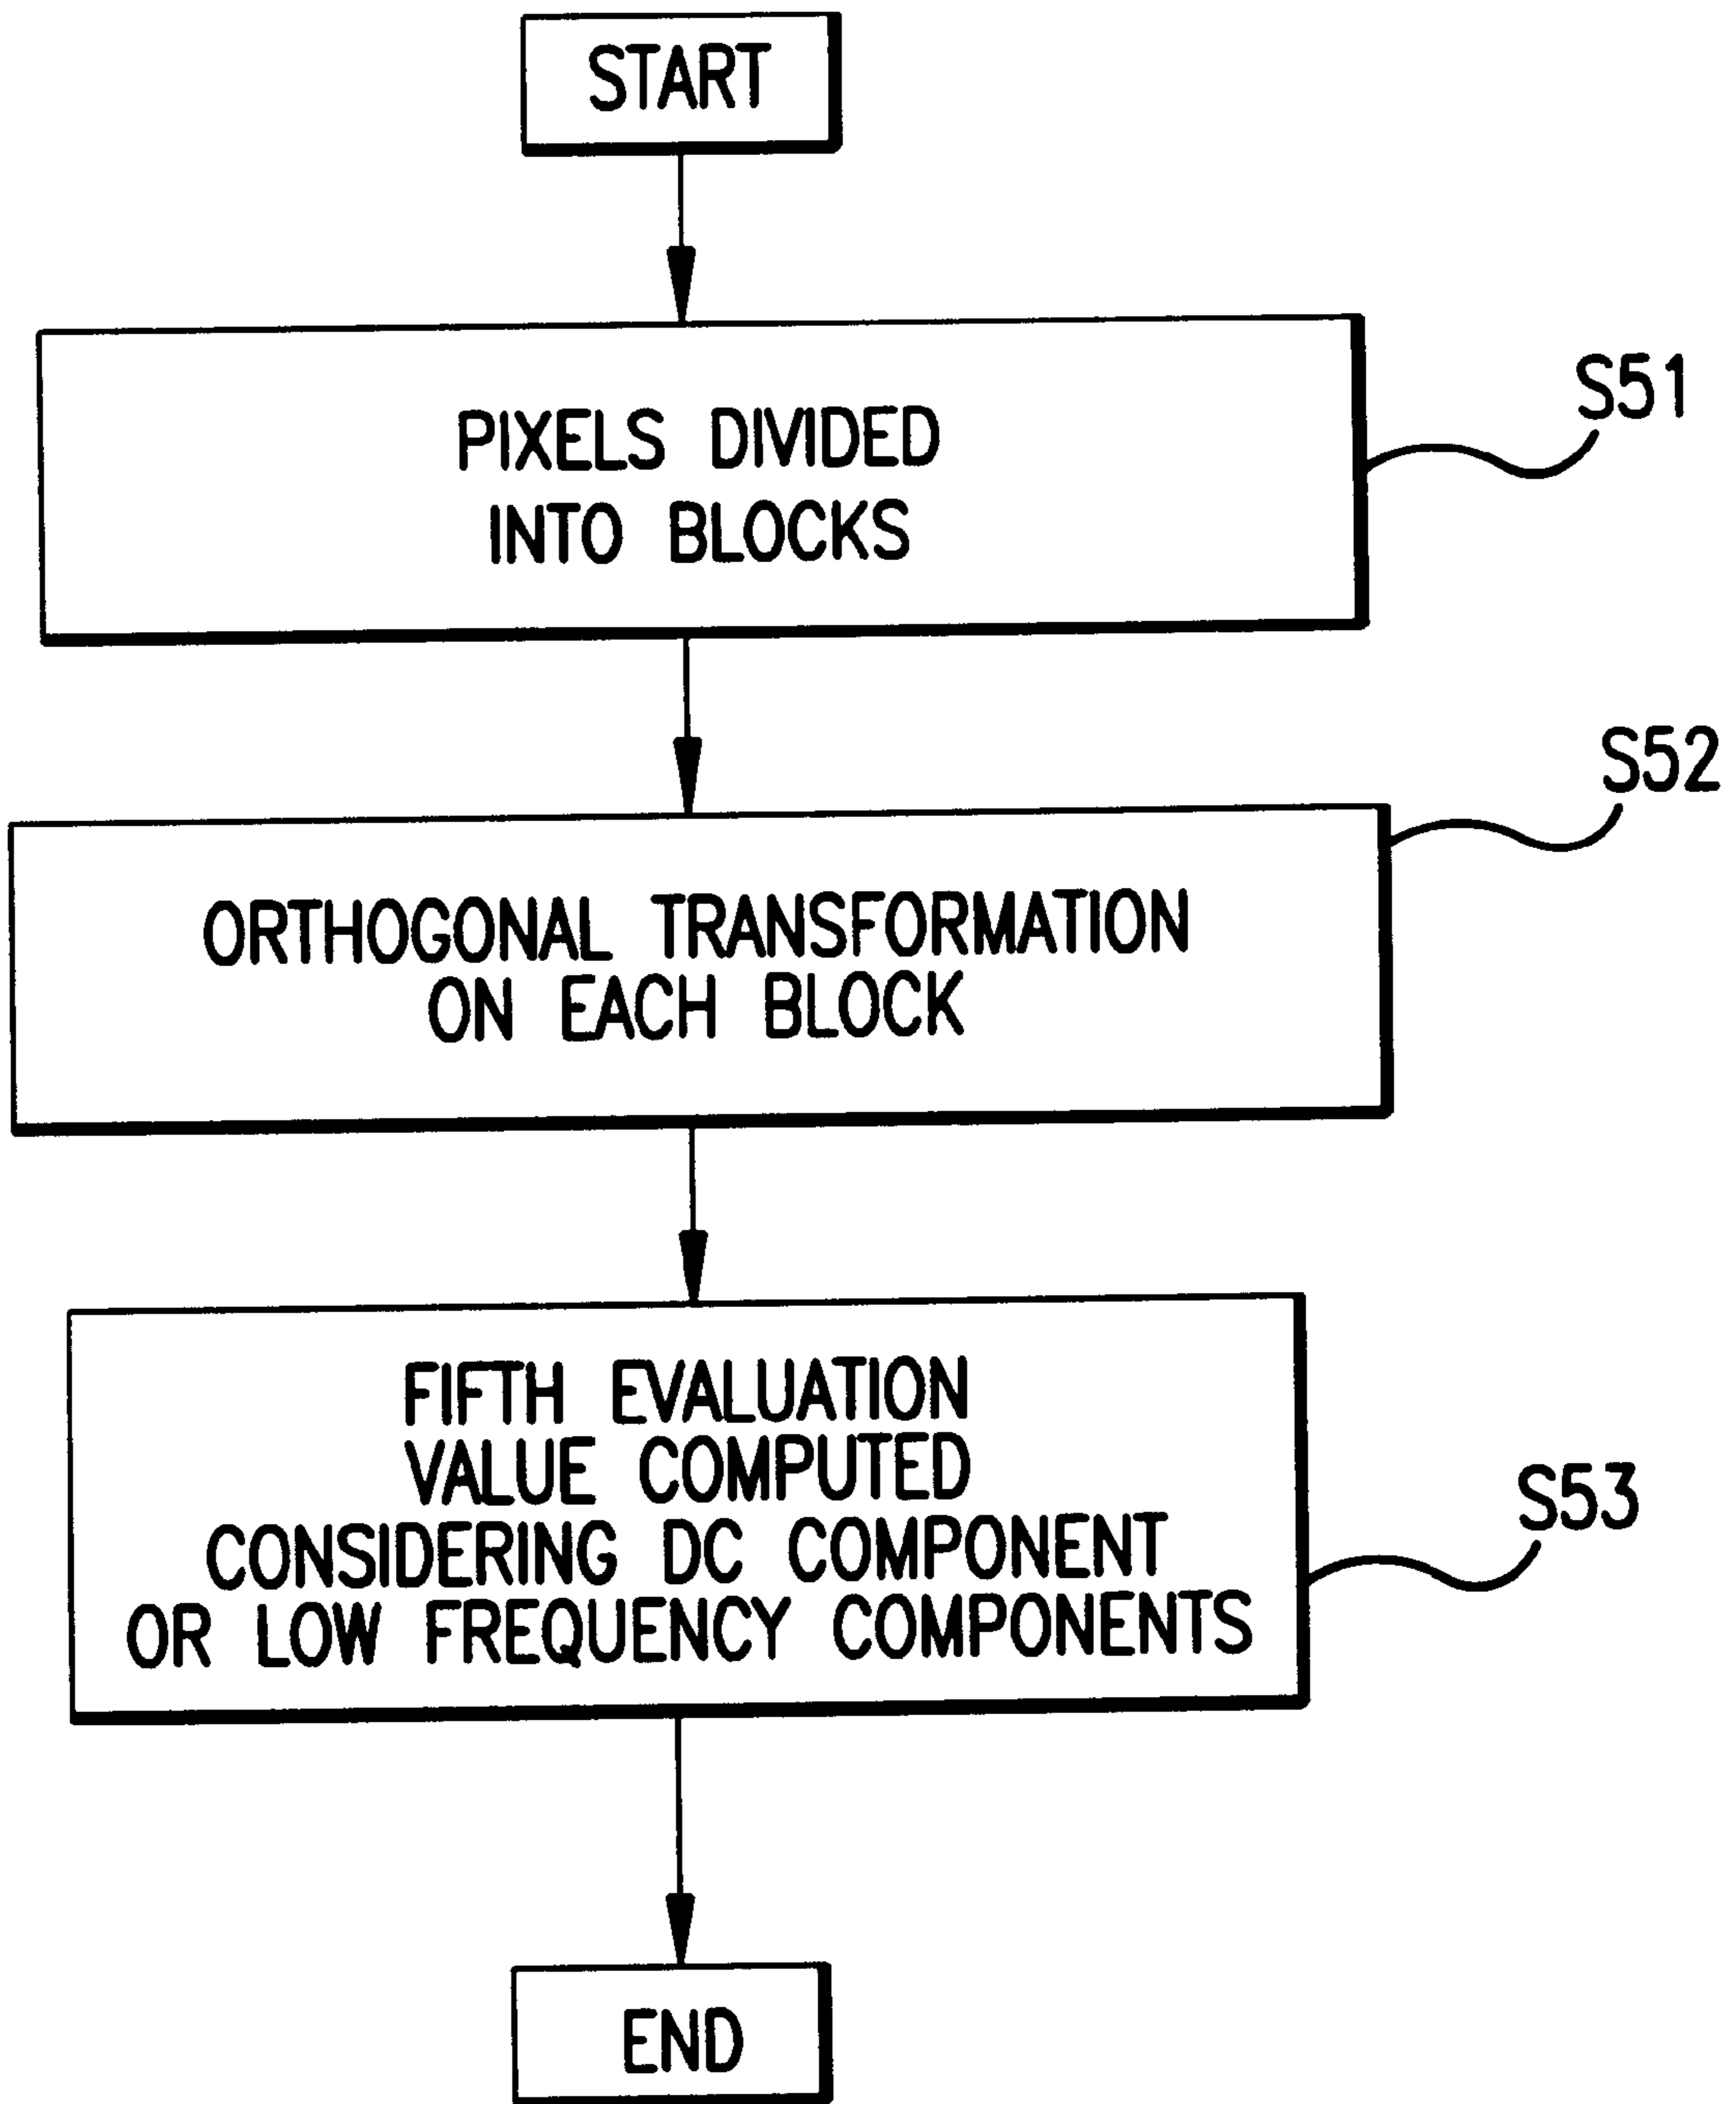 START
PIXELS DIVIDED
INTO BLOCKS
S51
ORTHOGONAL TRANSFORMATION
ON EACH BLOCK
S52
FIFTH EVALUATION
VALUE COMPUTED
CONSIDERING DC COMPONENT
OR LOW FREQUENCY COMPONENTS
S53
END